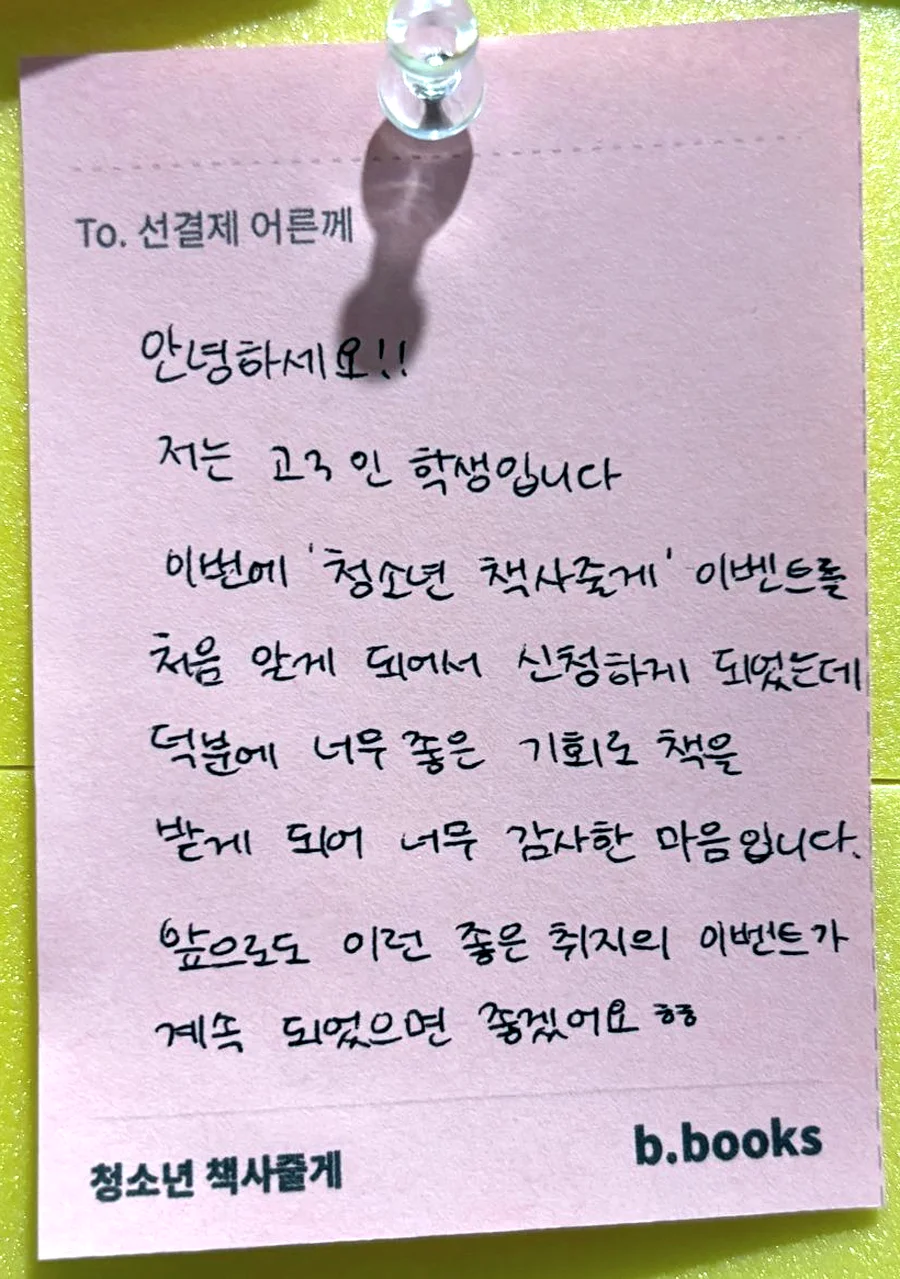 To. 선결제 어른께
안녕하세요!!
저는 고3인 학생입니다
이번에 '청소년 책사줄게' 이벤트를
처음 알게 되어서 신청하게 되었는데
덕분에 너무 좋은 기회로 책을
받게 되어 너무 감사한 마음입니다.
앞으로도 이런 좋은 취지의 이벤트가
계속 되었으면 좋겠어요 ㅎㅎ
청소년 책사줄게
b.books